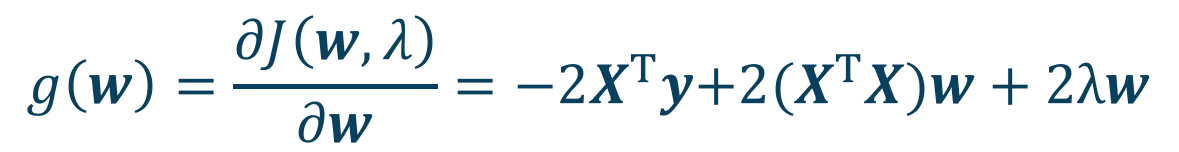 g(𝒘) = ∂J(𝒘, λ)/∂𝒘 = −2𝑿ᵀ𝒚+2(𝑿ᵀ𝑿)𝒘 + 2λ𝒘